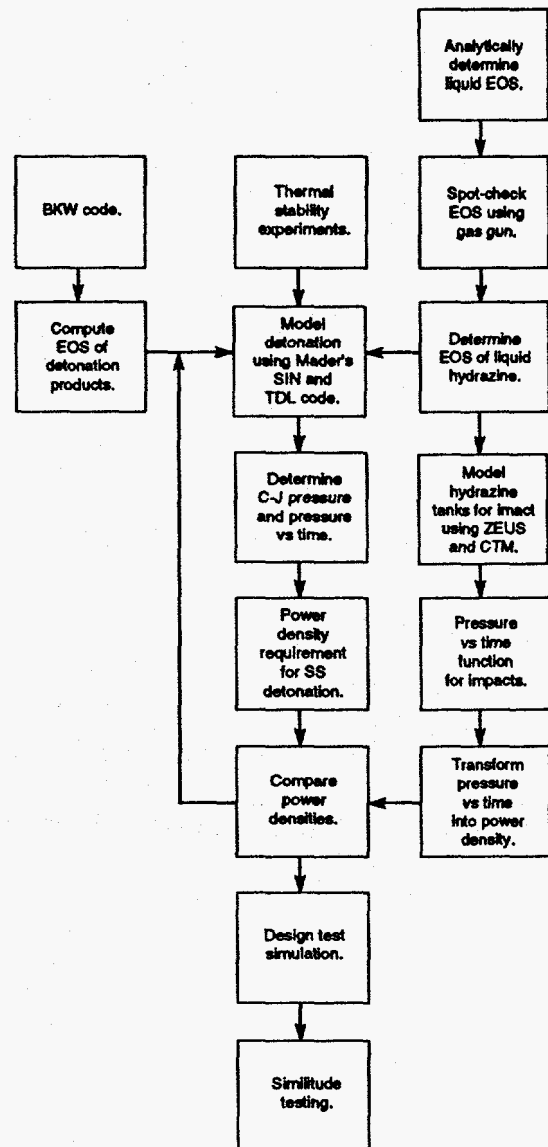 Analytically
determine
liquid EOS.
BKW code.
Thermal
stability
experiments.
Spot-check
EOS using
gas gun.
Compute
EOS of
detonation
products.
Model
detonation
using Mader's
SIN and
TDL code.
Determine
EOS of liquid
hydrazine.
Determine
C-J pressure
and pressure
vs time.
Model
hydrazine
tanks for imact
using ZEUS
and CTM.
Power
density
requirement
for SS
detonation.
Pressure
vs time
function
for impacts.
Compare
power
densities.
Transform
pressure
vs time
into power
density.
Design test
simulation.
Similitude
testing.